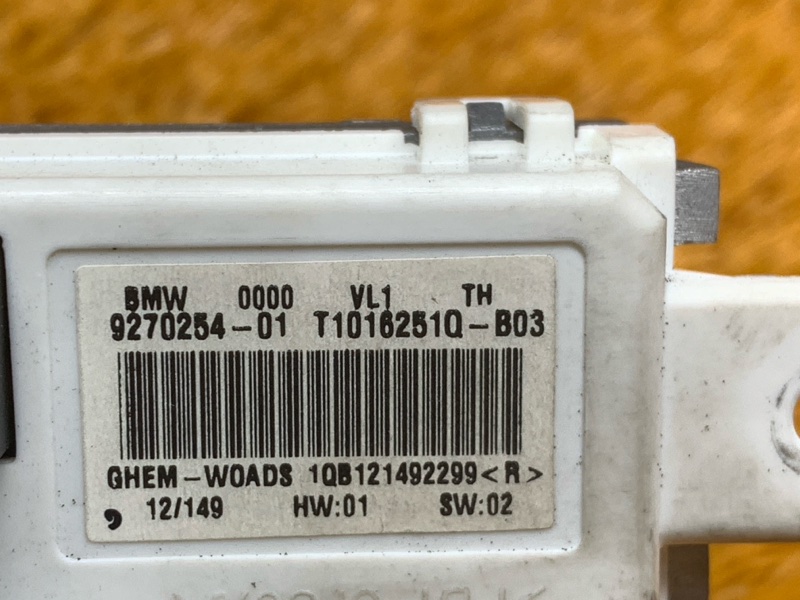 BMW 0000 VL1 TH
9270254-01 T1016251Q-B03
GHEM-WOADS 1QB121492299<R>
, 12/149 HW:01 SW:02